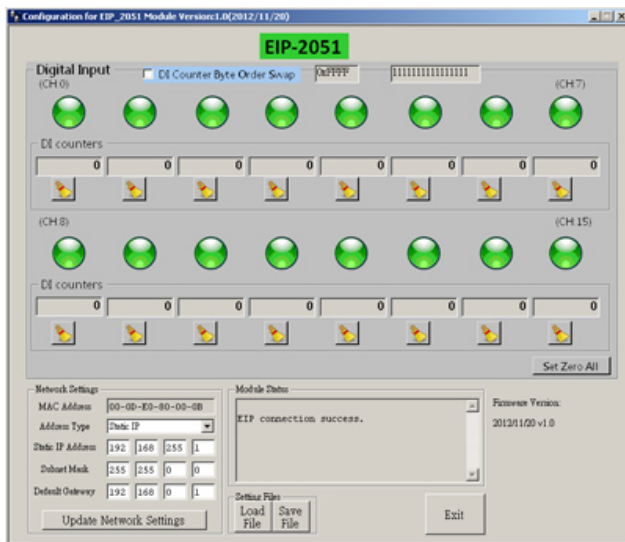 Configuration for EIP_2051 Module Version:1.0(2012/11/20)
EIP-2051
Digital Input DI Counter Byte Order Swap 0xFFFF 1111111111111111
(CH.0) (CH.7)
DI counters
0 0 0 0 0 0 0 0
(CH.8) (CH.15)
DI counters
0 0 0 0 0 0 0 0
Set Zero All
Network Settings
MAC Address 00-0D-E0-80-00-0B
Address Type Static IP
Static IP Address 192 168 255 1
Subnet Mask 255 255 0 0
Default Gateway 192 168 0 1
Update Network Settings
Module Status
EIP connection success.
Setting Files
Load File
Save File
Firmware Version:
2012/11/20 v1.0
Exit